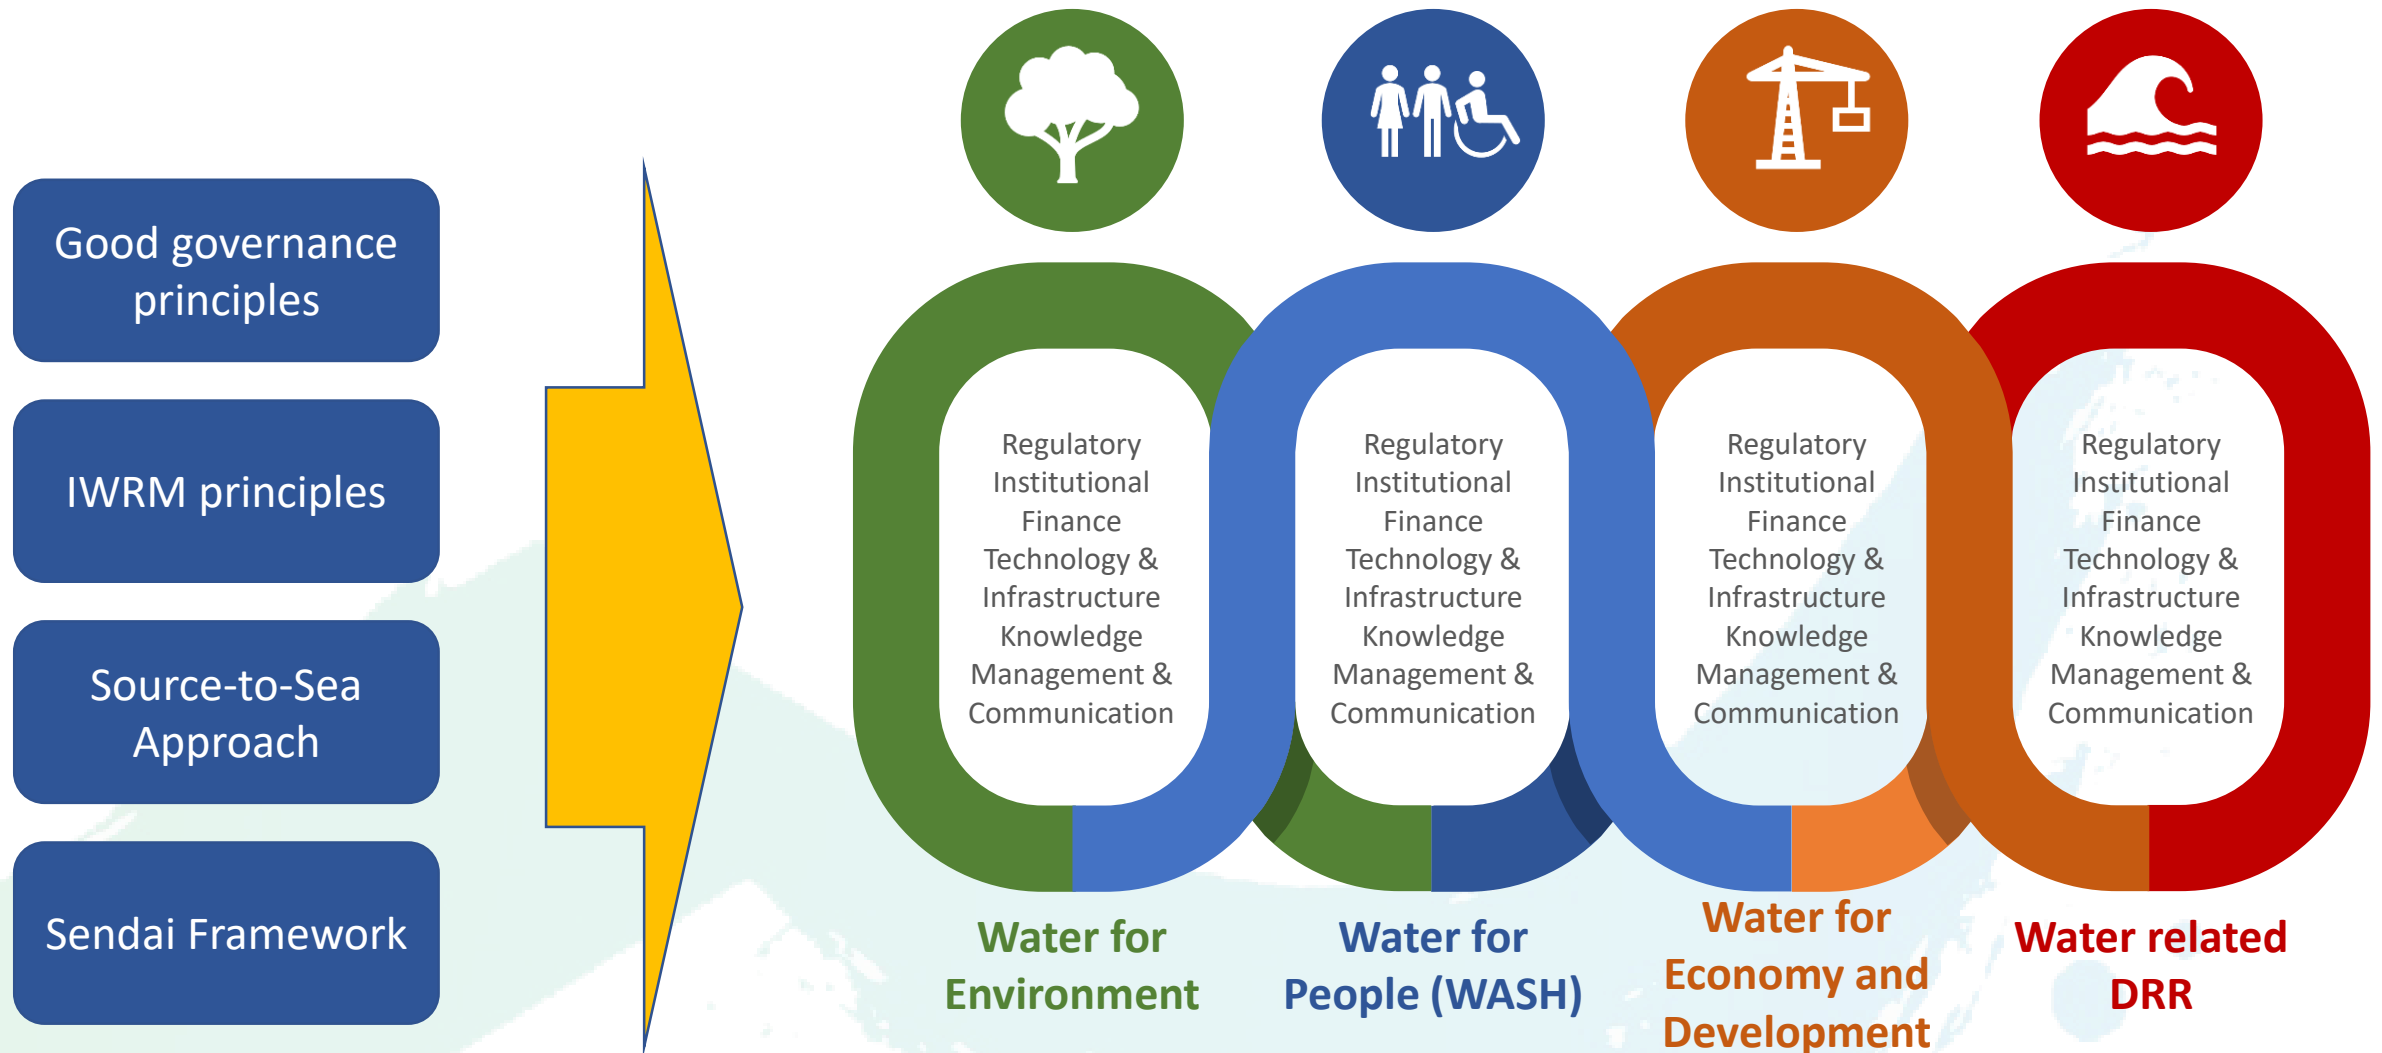 Good governance
principles
IWRM principles
Source-to-Sea
Approach
Sendai Framework
Regulatory
Institutional
Finance
Technology &
Infrastructure
Knowledge
Management &
Communication
Water for
Environment
Regulatory
Institutional
Finance
Technology &
Infrastructure
Knowledge
Management &
Communication
Water for
People (WASH)
Regulatory
Institutional
Finance
Technology &
Infrastructure
Knowledge
Management &
Communication
Water for
Economy and
Development
Regulatory
Institutional
Finance
Technology &
Infrastructure
Knowledge
Management &
Communication
Water related
DRR